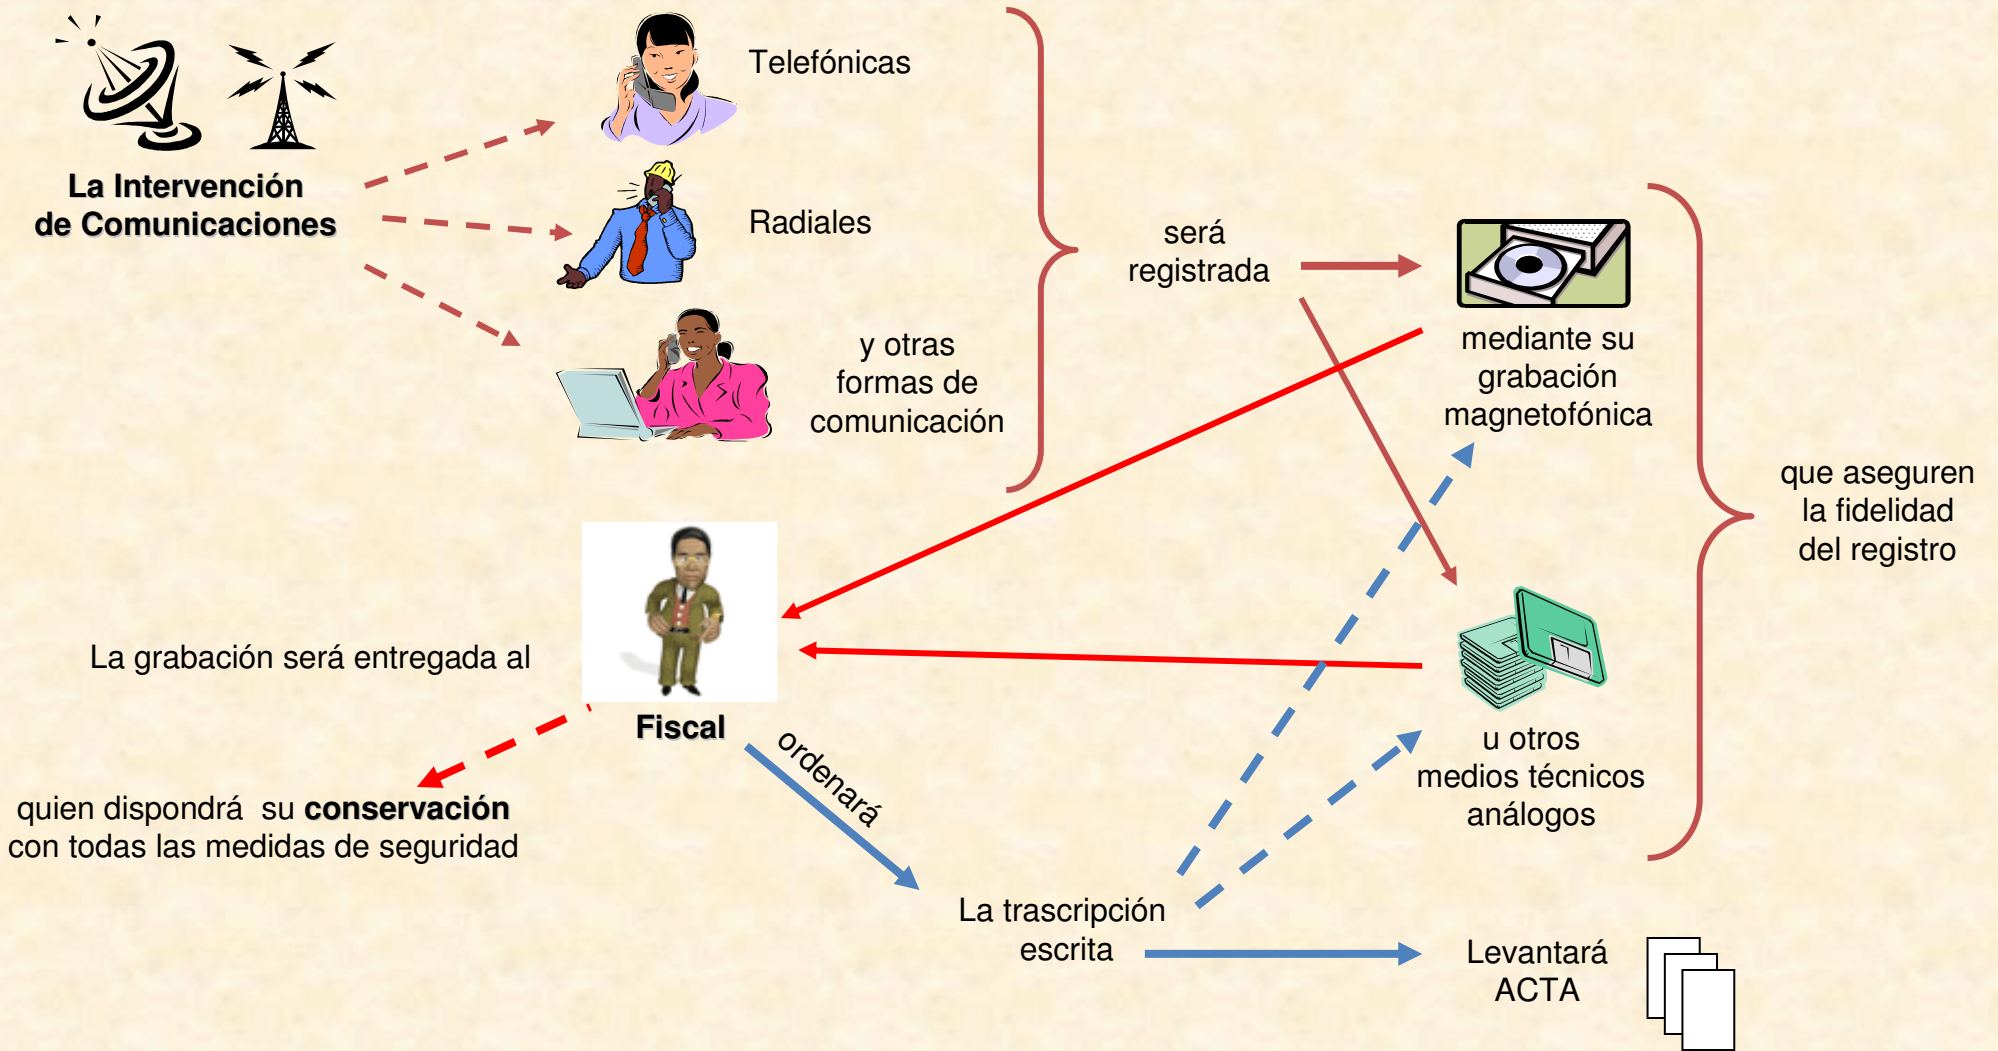 La Intervención
de Comunicaciones
Telefónicas
Radiales
y otras
formas de
comunicación
será
registrada
mediante su
grabación
magnetofónica
que aseguren
la fidelidad
del registro
u otros
medios técnicos
análogos
La grabación será entregada al
Fiscal
quien dispondrá su conservación
con todas las medidas de seguridad
ordenará
La trascripción
escrita
Levantará
ACTA